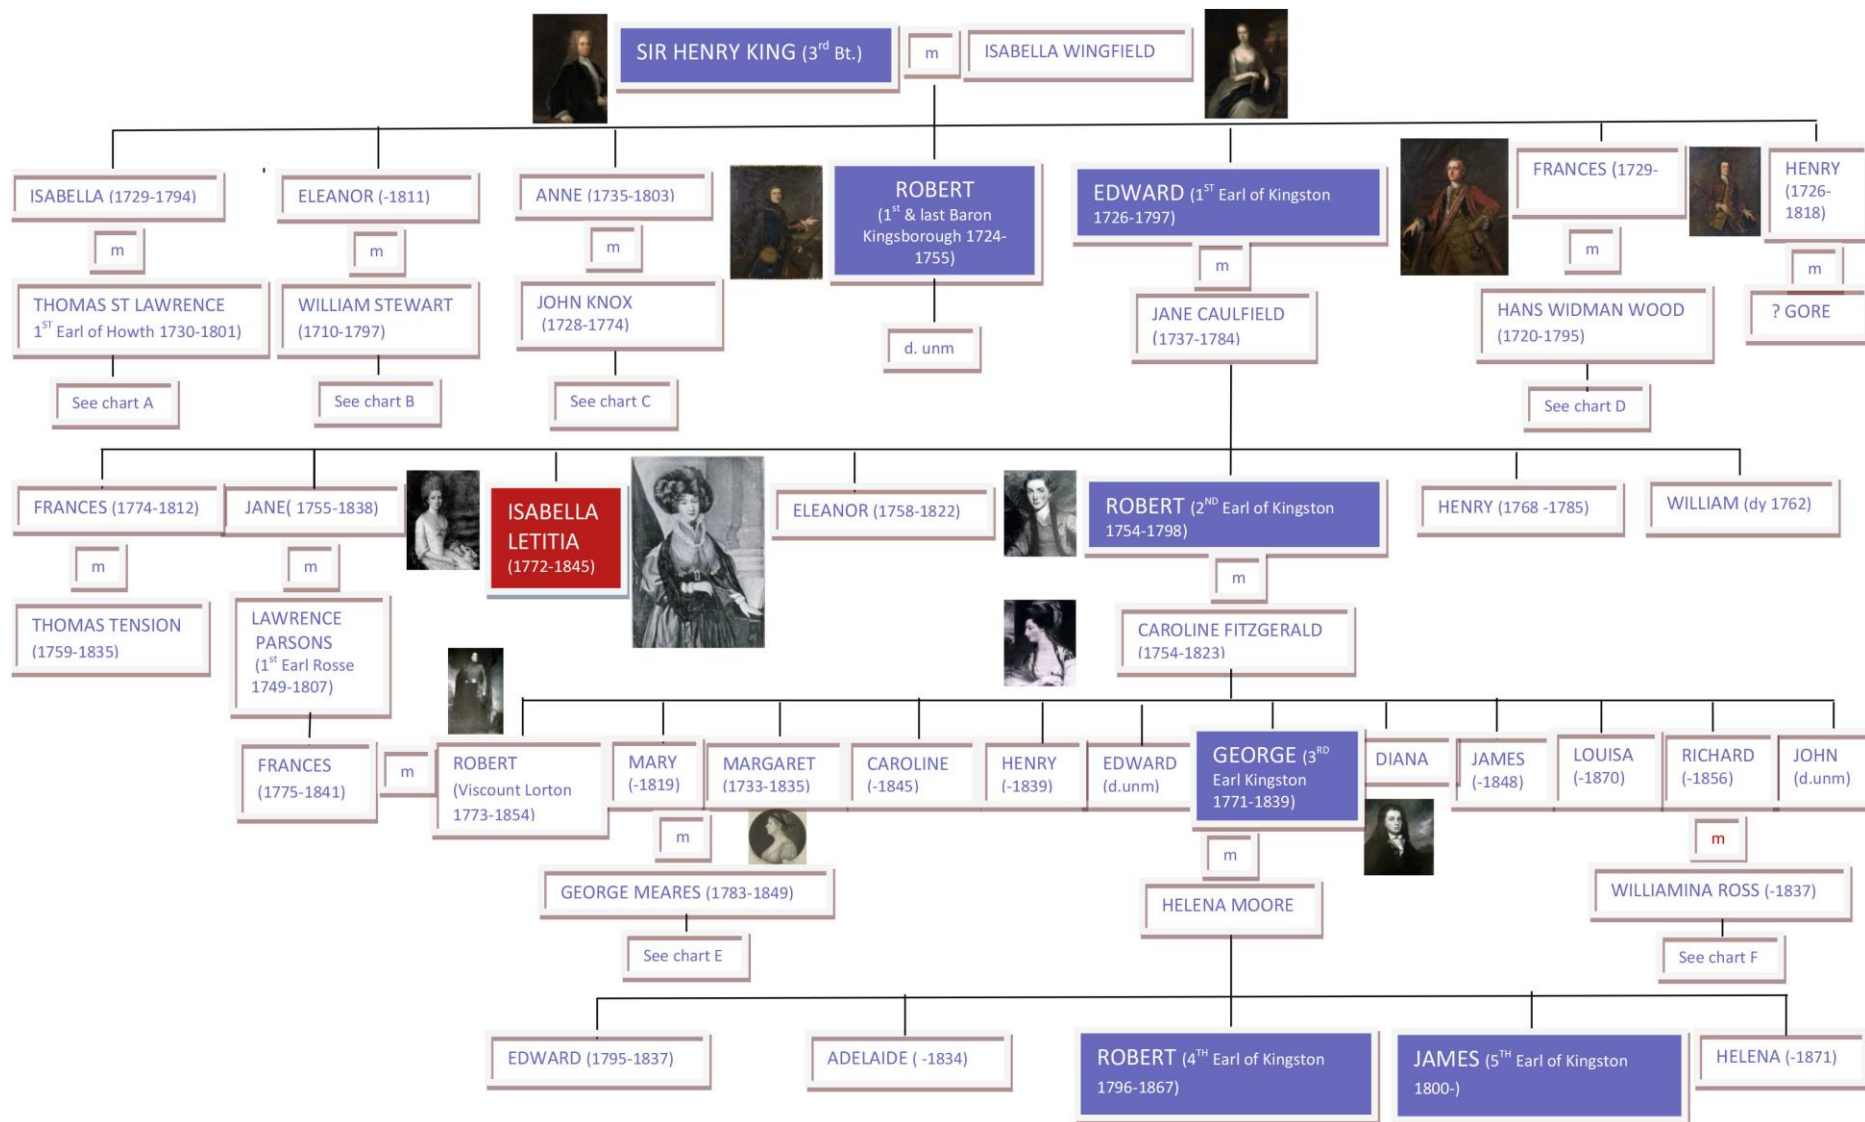 SIR HENRY KING (3rd Bt.)
m
ISABELLA WINGFIELD
ISABELLA (1729-1794)
m
THOMAS ST LAWRENCE
1ST Earl of Howth 1730-1801)
See chart A
ELEANOR (-1811)
m
WILLIAM STEWART
(1710-1797)
See chart B
ANNE (1735-1803)
m
JOHN KNOX
(1728-1774)
See chart C
ROBERT
(1st & last Baron
Kingsborough 1724-
1755)
d. unm
EDWARD (1ST Earl of Kingston
1726-1797)
m
JANE CAULFIELD
(1737-1784)
FRANCES (1729-
m
HANS WIDMAN WOOD
(1720-1795)
See chart D
HENRY
(1726-
1818)
m
? GORE
FRANCES (1774-1812)
m
THOMAS TENSION
(1759-1835)
JANE( 1755-1838)
m
LAWRENCE
PARSONS
(1st Earl Rosse
1749-1807)
ISABELLA
LETITIA
(1772-1845)
ELEANOR (1758-1822)
ROBERT (2ND Earl of Kingston
1754-1798)
m
CAROLINE FITZGERALD
(1754-1823)
HENRY (1768 -1785)
WILLIAM (dy 1762)
FRANCES
(1775-1841)
m
ROBERT
(Viscount Lorton
1773-1854)
MARY
(-1819)
m
GEORGE MEARES (1783-1849)
See chart E
MARGARET
(1733-1835)
CAROLINE
(-1845)
HENRY
(-1839)
EDWARD
(d.unm)
GEORGE (3RD
Earl Kingston
1771-1839)
m
HELENA MOORE
DIANA
JAMES
(-1848)
LOUISA
(-1870)
RICHARD
(-1856)
m
WILLIAMINA ROSS (-1837)
See chart F
JOHN
(d.unm)
EDWARD (1795-1837)
ADELAIDE ( -1834)
ROBERT (4TH Earl of Kingston
1796-1867)
JAMES (5TH Earl of Kingston
1800-)
HELENA (-1871)